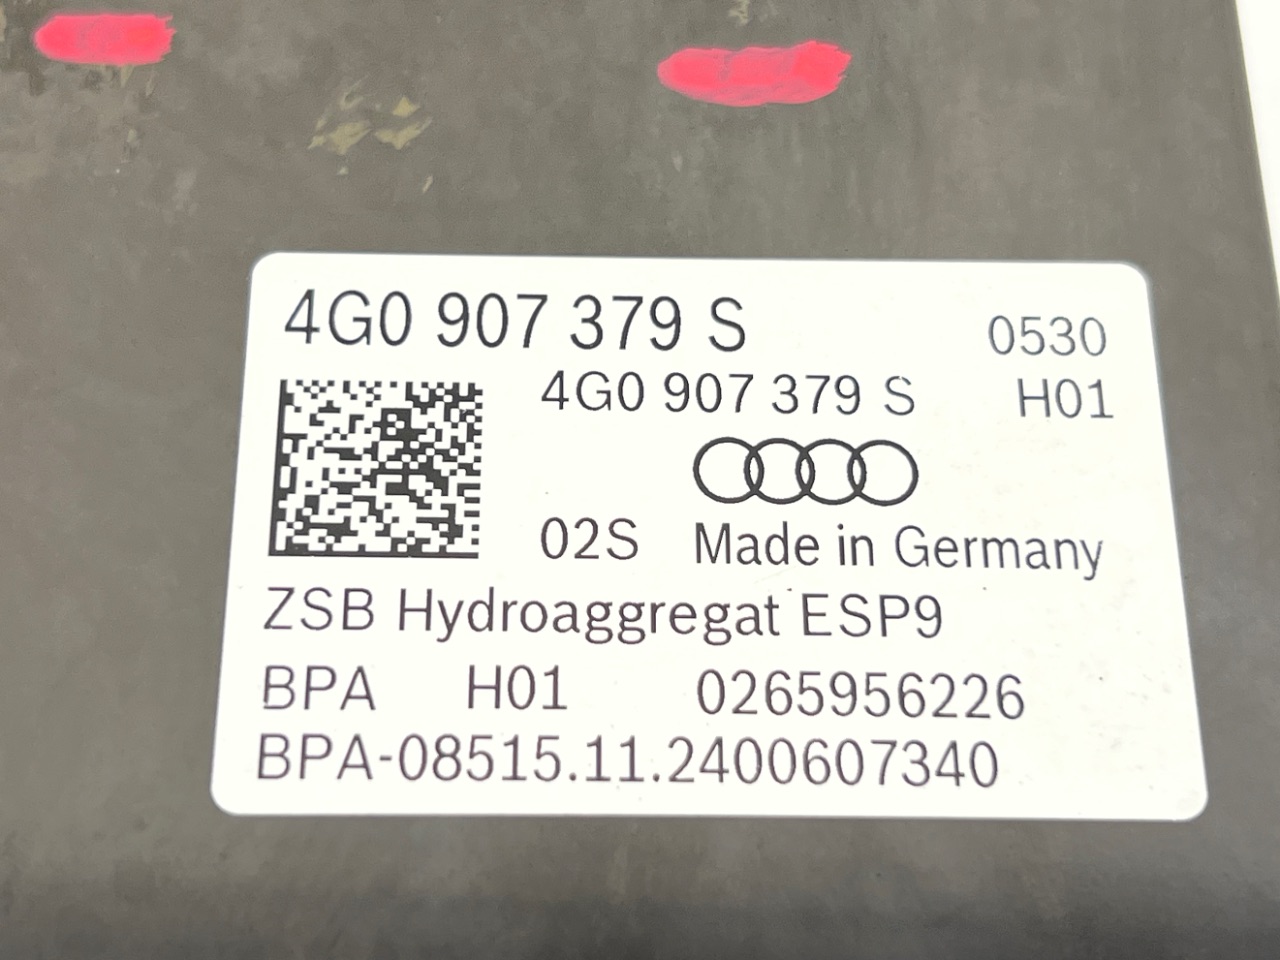 4G0 907 379 S 0530
4G0 907 379 S H01
02S Made in Germany
ZSB Hydroaggregat ESP9
BPA H01 0265956226
BPA-08515.11.2400607340